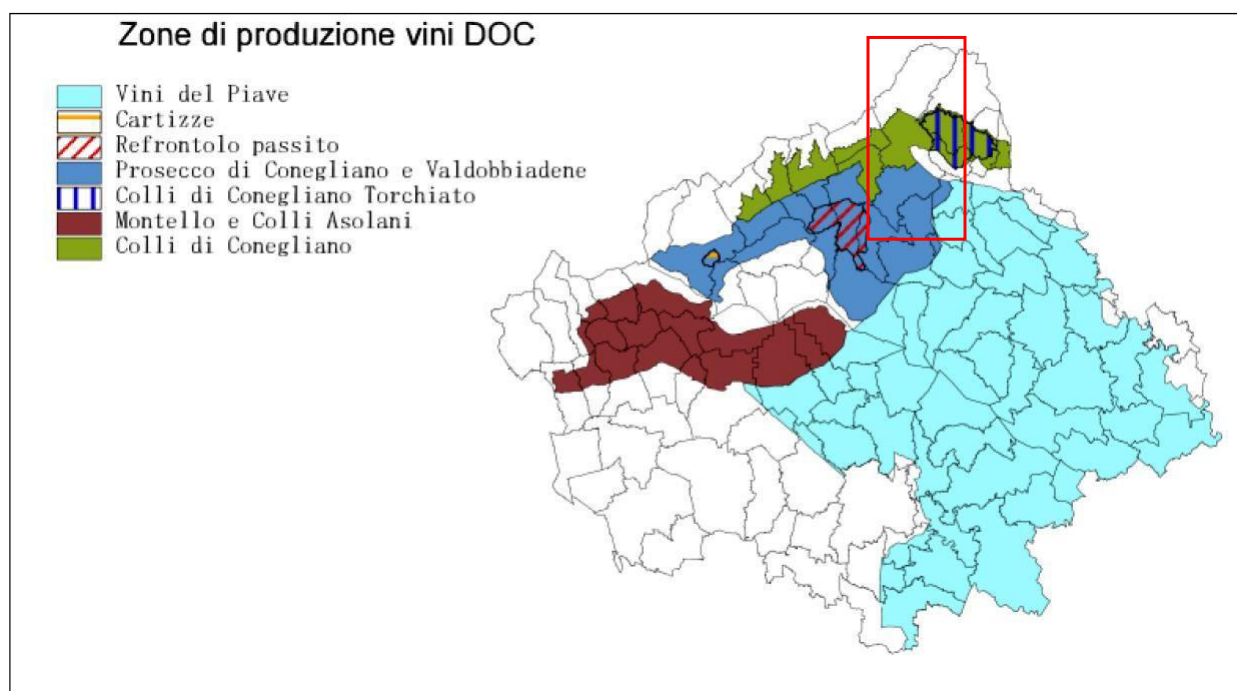 Zone di produzione vini DOC
Vini del Piave
Cartizze
Refrontolo passito
Prosecco di Conegliano e Valdobbiadene
Colli di Conegliano Torchiato
Montello e Colli Asolani
Colli di Conegliano